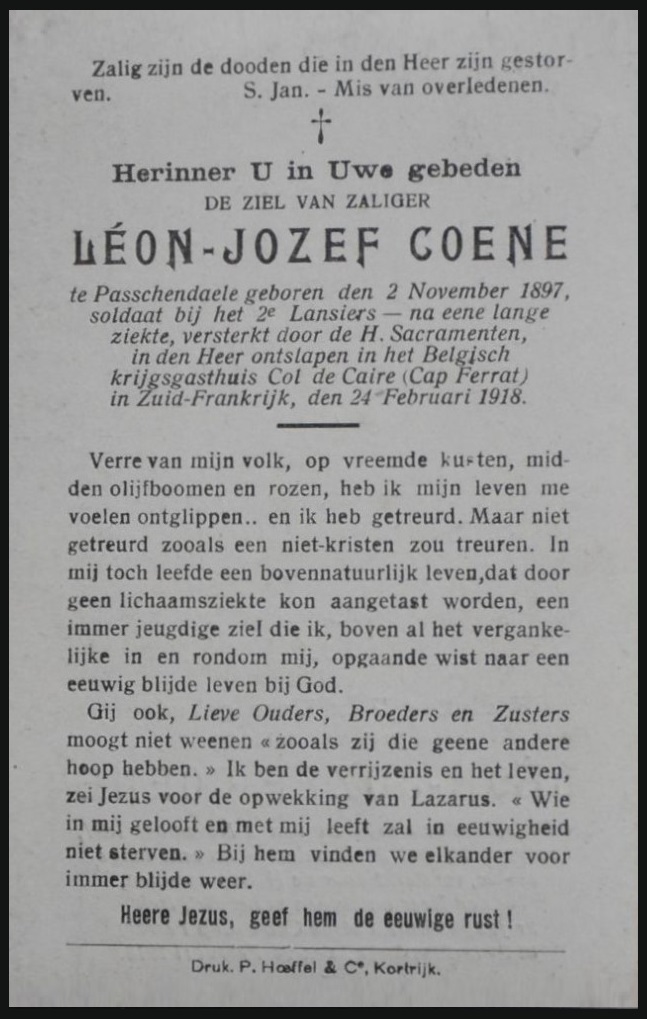 Zalig zijn de dooden die in den Heer zijn gestor-
ven. S. Jan. - Mis van overledenen.
Herinner U in Uwe gebeden
DE ZIEL VAN ZALIGER
LÉON-JOZEF COENE
te Passchendaele geboren den 2 November 1897,
soldaat bij het 2e Lansiers — na eene lange
ziekte, versterkt door de H. Sacramenten,
in den Heer ontslapen in het Belgisch
krijgsgasthuis Col de Caire (Cap Ferrat)
in Zuid-Frankrijk, den 24 Februari 1918.
Verre van mijn volk, op vreemde kusten, mid-
den olijfboomen en rozen, heb ik mijn leven me
voelen ontglippen.. en ik heb getreurd. Maar niet
getreurd zooals een niet-kristen zou treuren. In
mij toch leefde een bovennatuurlijk leven,dat door
geen lichaamsziekte kon aangetast worden, een
immer jeugdige ziel die ik, boven al het verganke-
lijke in en rondom mij, opgaande wist naar een
eeuwig blijde leven bij God.
Gij ook, Lieve Ouders, Broeders en Zusters
moogt niet weenen « zooals zij die geene andere
hoop hebben. » Ik ben de verrijzenis en het leven,
zei Jezus voor de opwekking van Lazarus. « Wie
in mij gelooft en met mij leeft zal in eeuwigheid
niet sterven. » Bij hem vinden we elkander voor
immer blijde weer.
Heere Jezus, geef hem de eeuwige rust !
Druk. P. Hœffel & Co, Kortrijk.